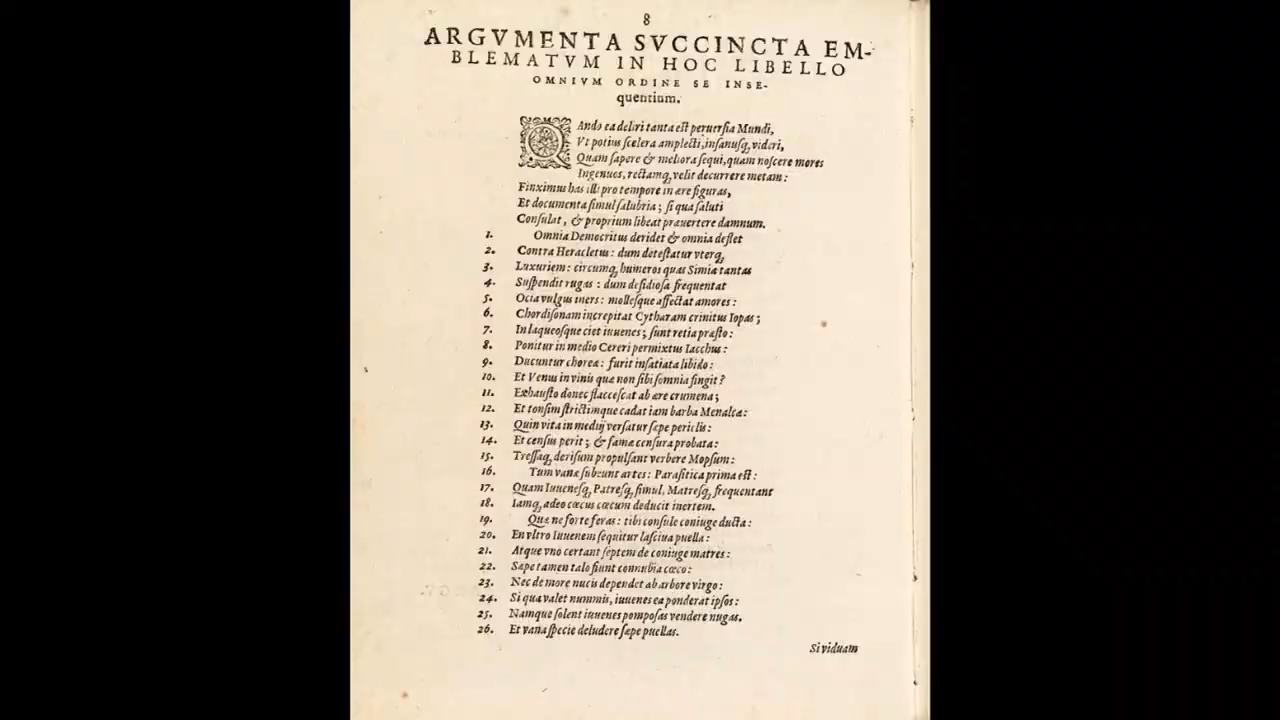 8
ARGVMENTA SVCCINCTA EM-
BLEMATVM IN HOC LIBELLO
OMNIVM ORDINE SE INSE-
quentium.
QAndo ea deliri tanta est peruersia Mundi,
Vt potius scelera amplecti, insanusq; videri,
Quam sapere & meliora sequi, quam noscere mores
Ingenuos, rectamq; velit decurrere metam:
Finximus has illi pro tempore in ære figuras,
Et documenta simul salubria; si qua saluti
Consulat, & proprium libeat præuertere damnum.
1. Omnia Democritus deridet & omnia deflet
2. Contra Heracletus: dum detestatur vterq;
3. Luxuriem: circumq; humeros quas Simia tantas
4. Suspendit rugas: dum desidiosa frequentat
5. Ocia vulgus iners: mollesque affectat amores:
6. Chordisonam increpitat Cytharam crinitus Iopas;
7. In laqueosque ciet iuuenes; sunt retia præsto:
8. Ponitur in medio Cereri permixtus Iacchus:
9. Ducuntur choreæ: furit insatiata libido:
10. Et Venus in vinis quæ non sibi somnia fingit?
11. Exhausto donec flaccescat ab ære crumena;
12. Et tonsim strictimque cadat iam barba Menalcæ:
13. Quin vita in medijs versatur sæpe periclis:
14. Et census perit; & famæ censura probatæ:
15. Tressaq; derisum propulsant verbere Mopsum:
16. Tum vanæ subeunt artes: Parasitica prima est:
17. Quam Iuuenesq; Patresq; simul, Matresq; frequentant
18. Iamq; adeo cæcus cæcum deducit inertem.
19. Quæ ne forte feras: tibi consule coniuge ducta:
20. En vltro Iuuenem sequitur lasciua puella:
21. Atque vno certant septem de coniuge matres:
22. Sæpe tamen talo fiunt connubia cæco:
23. Nec de more nucis dependet ab arbore virgo:
24. Si qua valet nummis, iuuenes ea ponderat ipsos:
25. Namque solent iuuenes pomposas vendere nugas.
26. Et vana specie deludere sæpe puellas.
Si viduam